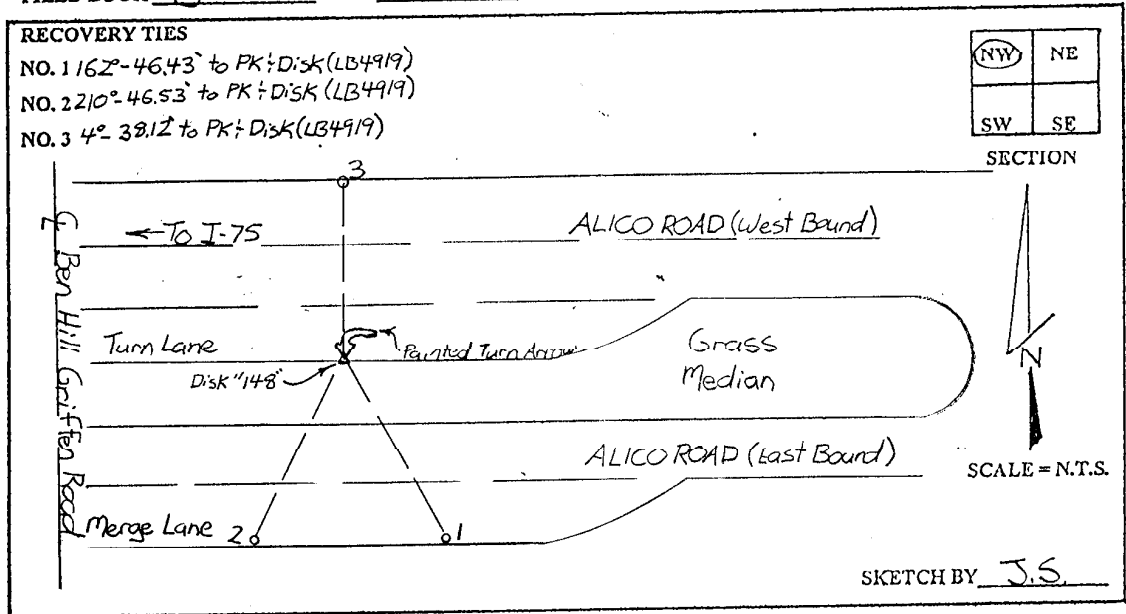 RECOVERY TIES
NO. 1 162°-46.43' to PK & Disk (LB4919)
NO. 2 210°-46.53' to PK & Disk (LB4919)
NO. 3 4°-38.12' to PK & Disk (LB4919)
NW NE
SW SE
SECTION
3
← To I-75
ALICO ROAD (West Bound)
℄ Ben Hill Griffen Road
Turn Lane
Painted Turn Arrow
Grass
Median
Disk "148"
N
ALICO ROAD (East Bound)
SCALE = N.T.S.
Merge Lane
2
1
SKETCH BY J.S.